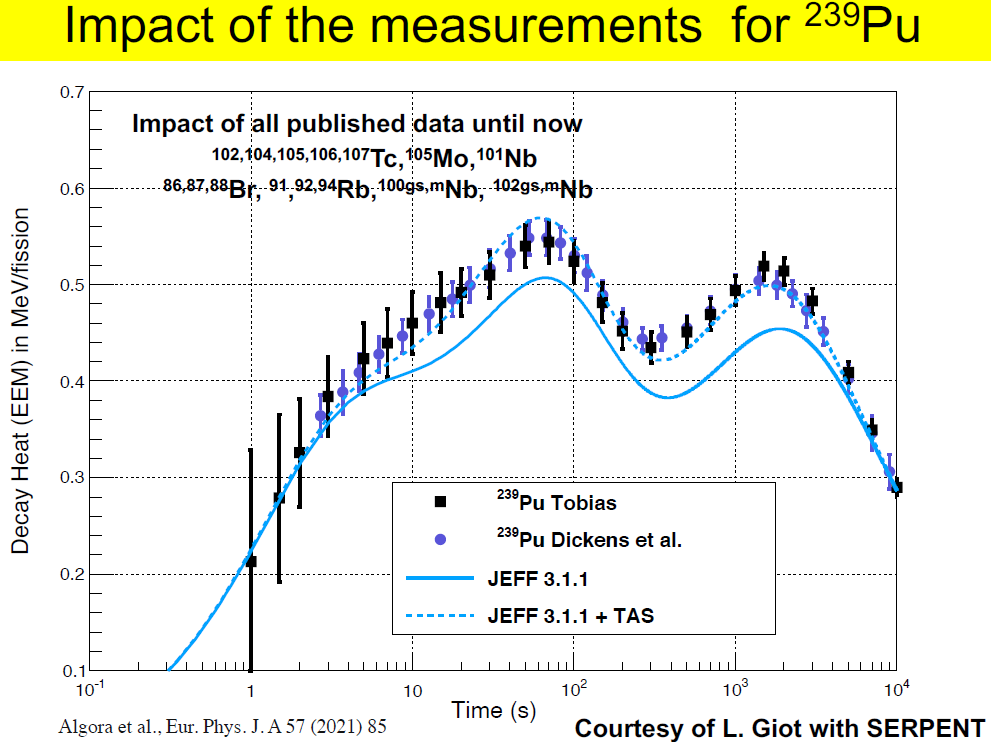 Impact of the measurements for ²³⁹Pu
Impact of all published data until now
¹⁰²,¹⁰⁴,¹⁰⁵,¹⁰⁶,¹⁰⁷Tc,¹⁰⁵Mo,¹⁰¹Nb
⁸⁶,⁸⁷,⁸⁸Br, ⁹¹,⁹²,⁹⁴Rb,¹⁰⁰ᵍˢ,ᵐNb, ¹⁰²ᵍˢ,ᵐNb
Decay Heat (EEM) in MeV/fission
0.7
0.6
0.5
0.4
0.3
0.2
0.1
²³⁹Pu Tobias
²³⁹Pu Dickens et al.
JEFF 3.1.1
JEFF 3.1.1 + TAS
10⁻¹ 1 10 10² 10³ 10⁴
Time (s)
Algora et al., Eur. Phys. J. A 57 (2021) 85
Courtesy of L. Giot with SERPENT